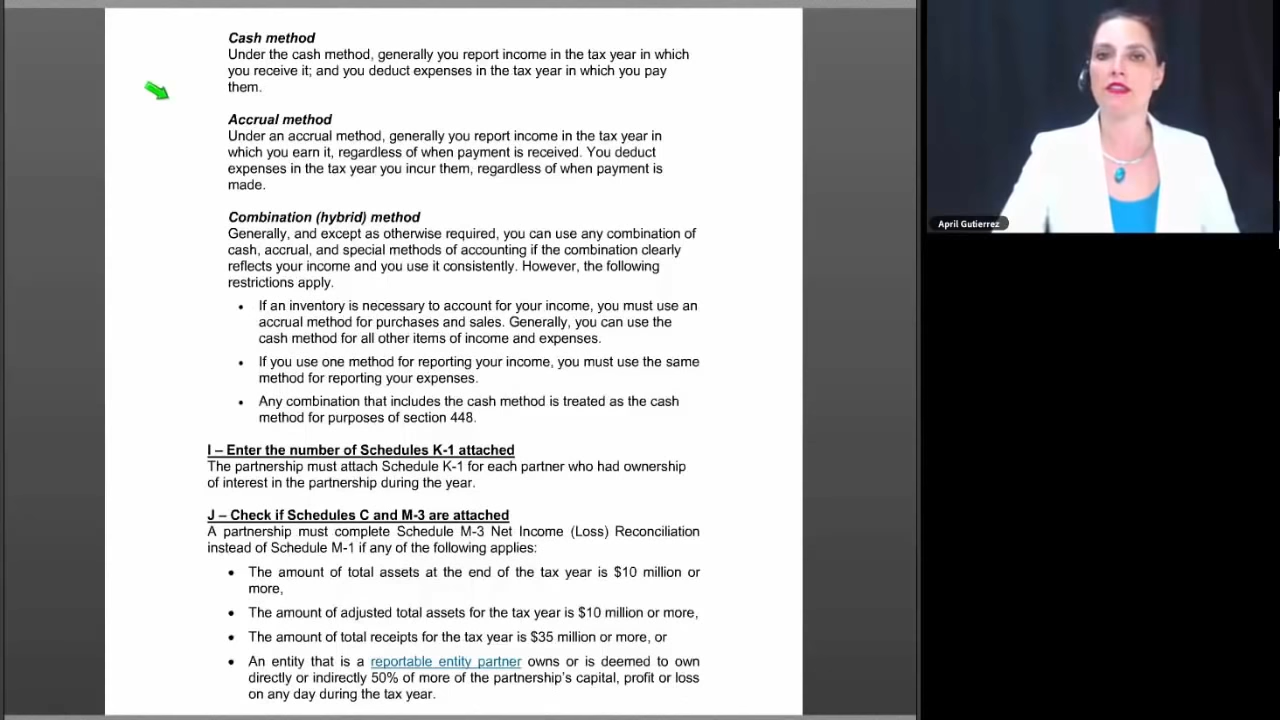 Cash method
Under the cash method, generally you report income in the tax year in which
you receive it; and you deduct expenses in the tax year in which you pay
them.
Accrual method
Under an accrual method, generally you report income in the tax year in
which you earn it, regardless of when payment is received. You deduct
expenses in the tax year you incur them, regardless of when payment is
made.
Combination (hybrid) method
Generally, and except as otherwise required, you can use any combination of
cash, accrual, and special methods of accounting if the combination clearly
reflects your income and you use it consistently. However, the following
restrictions apply.
• If an inventory is necessary to account for your income, you must use an
accrual method for purchases and sales. Generally, you can use the
cash method for all other items of income and expenses.
• If you use one method for reporting your income, you must use the same
method for reporting your expenses.
• Any combination that includes the cash method is treated as the cash
method for purposes of section 448.
I – Enter the number of Schedules K-1 attached
The partnership must attach Schedule K-1 for each partner who had ownership
of interest in the partnership during the year.
J – Check if Schedules C and M-3 are attached
A partnership must complete Schedule M-3 Net Income (Loss) Reconciliation
instead of Schedule M-1 if any of the following applies:
• The amount of total assets at the end of the tax year is $10 million or
more,
• The amount of adjusted total assets for the tax year is $10 million or more,
• The amount of total receipts for the tax year is $35 million or more, or
• An entity that is a reportable entity partner owns or is deemed to own
directly or indirectly 50% of more of the partnership's capital, profit or loss
on any day during the tax year.
April Gutierrez